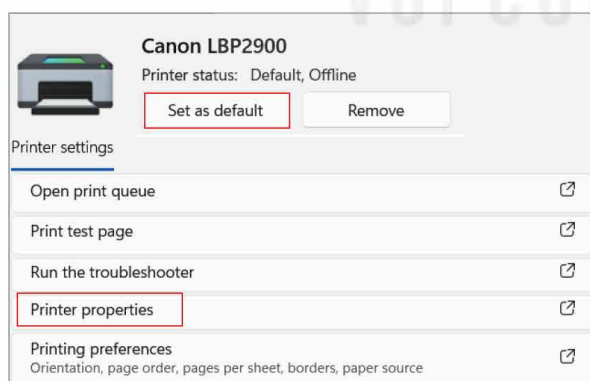 Canon LBP2900
Printer status: Default, Offline
Set as default Remove
Printer settings
Open print queue
Print test page
Run the troubleshooter
Printer properties
Printing preferences
Orientation, page order, pages per sheet, borders, paper source